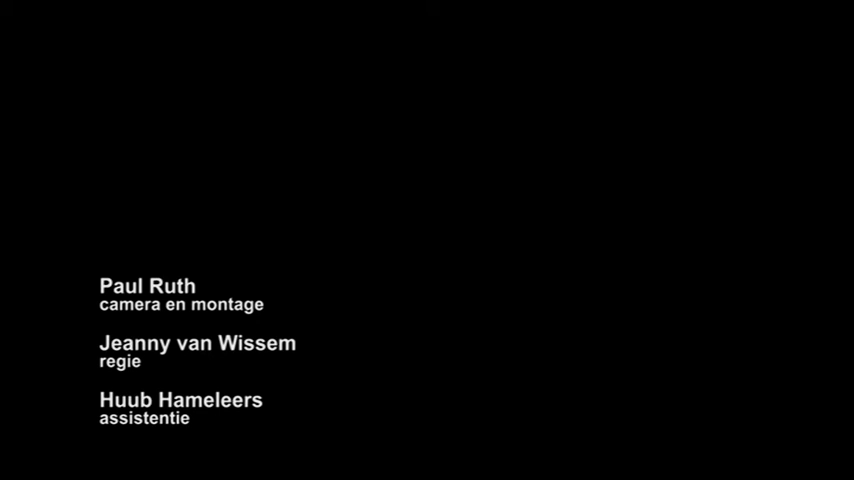 Paul Ruth
camera en montage
Jeanny van Wissem
regie
Huub Hameleers
assistentie